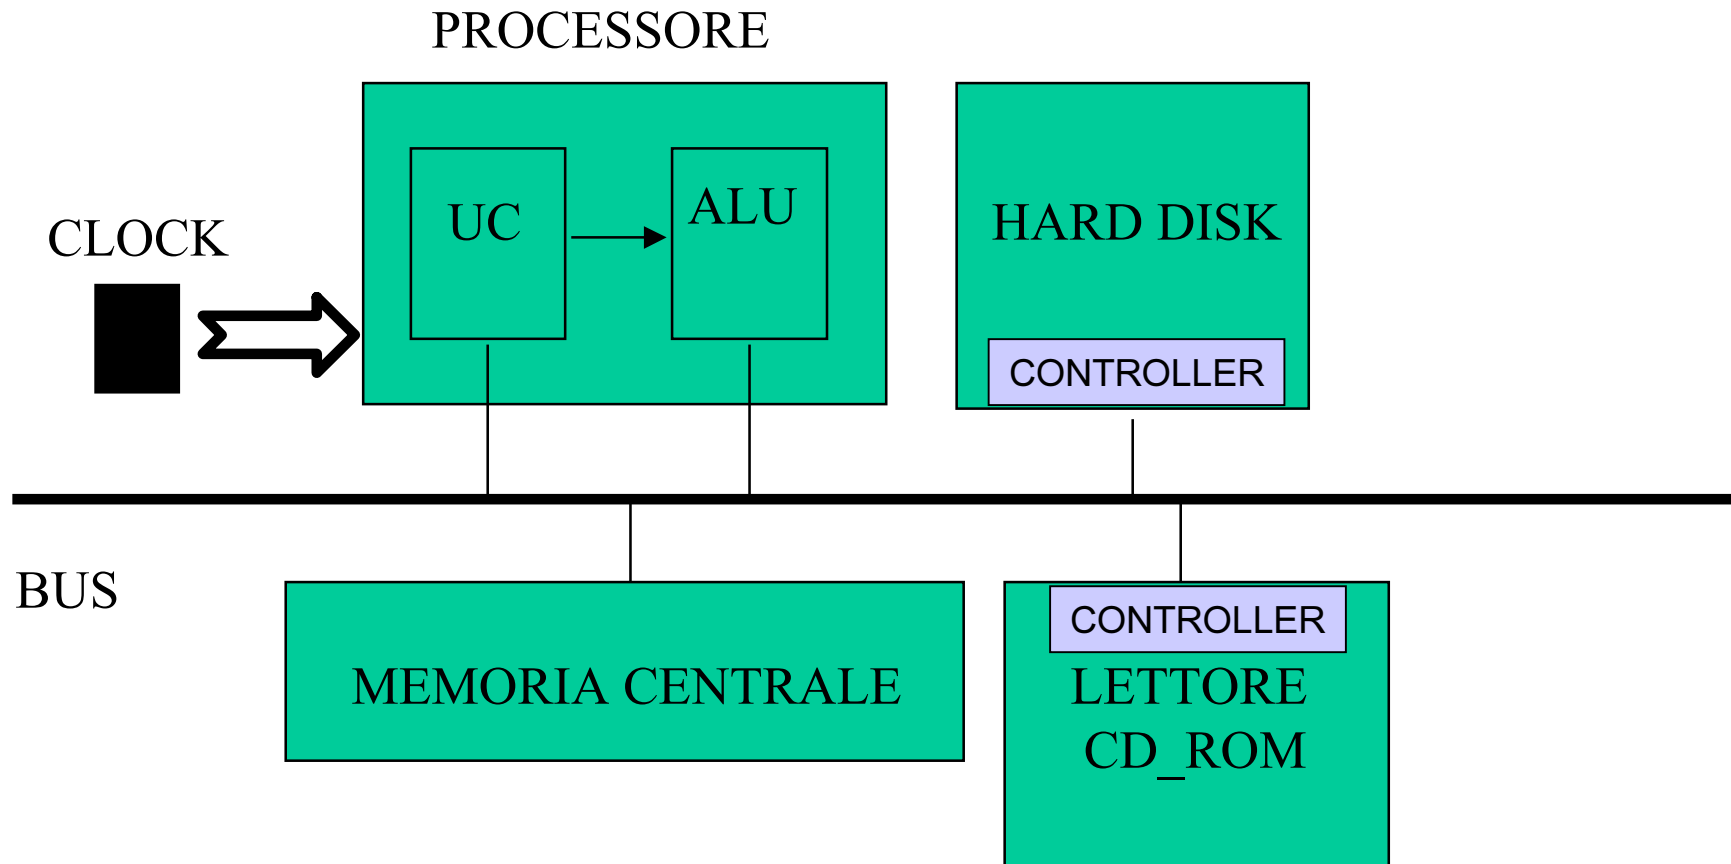 PROCESSORE
UC
ALU
HARD DISK
CLOCK
CONTROLLER
BUS
CONTROLLER
MEMORIA CENTRALE
LETTORE
CD_ROM